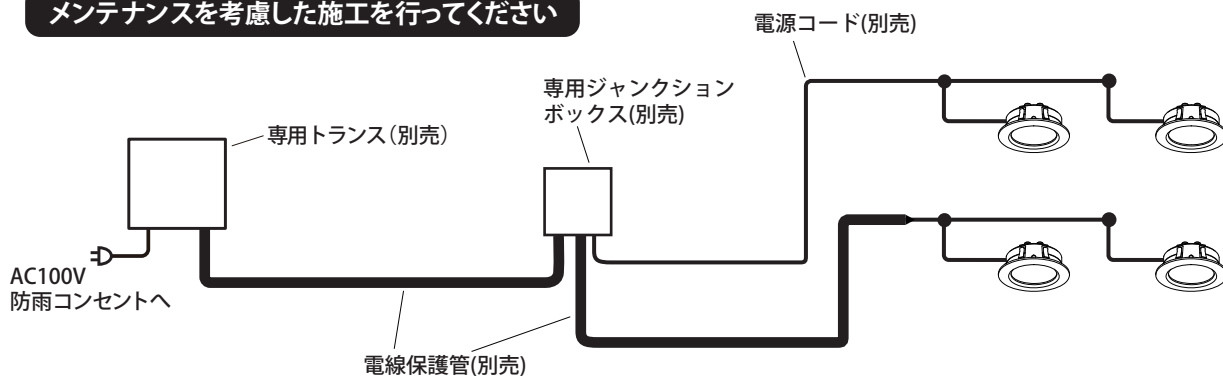 メンテナンスを考慮した施工を行ってください
電源コード(別売)
専用ジャンクション
ボックス(別売)
専用トランス(別売)
AC100V
防雨コンセントへ
電線保護管(別売)